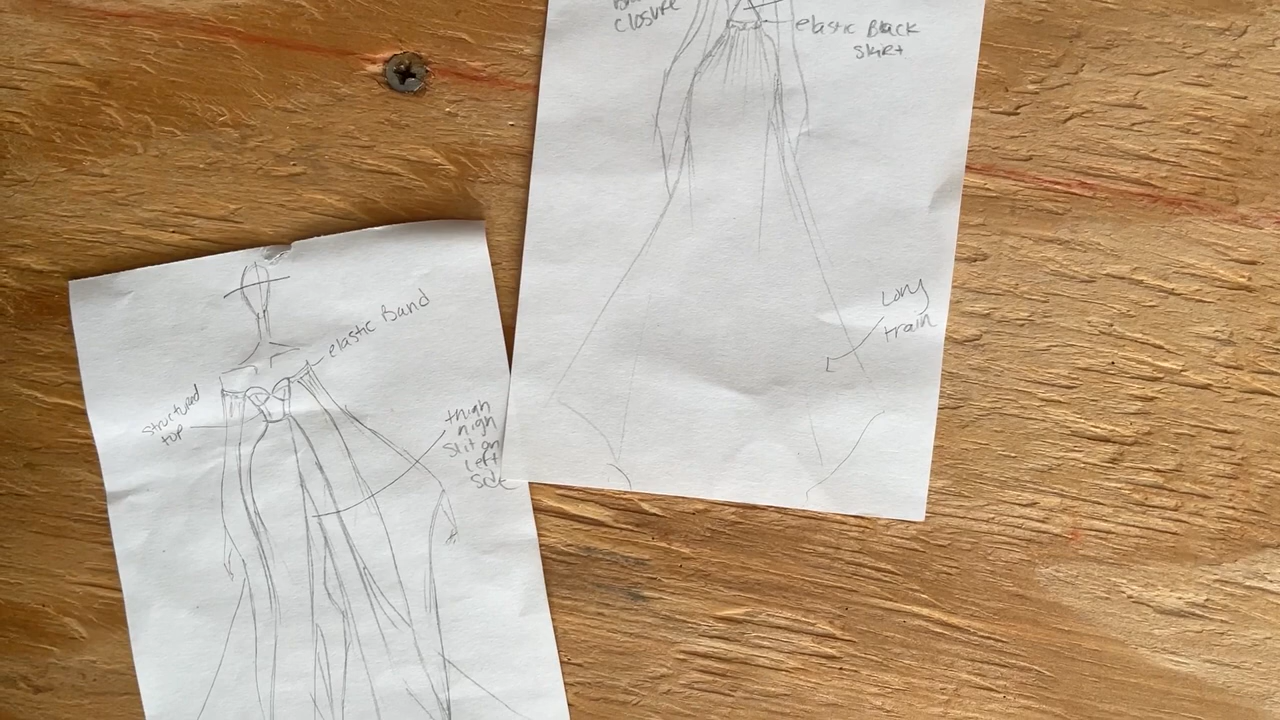 closure
elastic Black
skirt
Long
train
elastic Band
structured
top
thigh
high
slit on
left
side